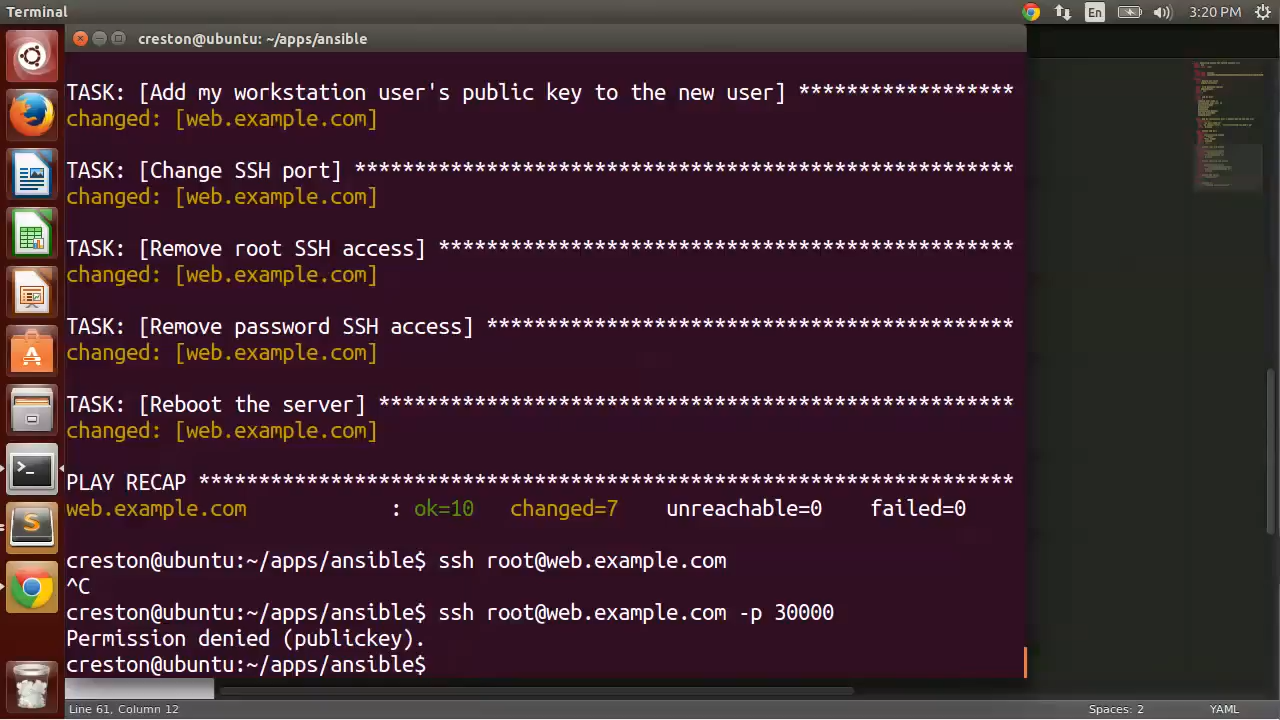 Terminal
En
3:20 PM
creston@ubuntu: ~/apps/ansible
TASK: [Add my workstation user's public key to the new user] ******************
changed: [web.example.com]
TASK: [Change SSH port] *******************************************************
changed: [web.example.com]
TASK: [Remove root SSH access] ************************************************
changed: [web.example.com]
TASK: [Remove password SSH access] ********************************************
changed: [web.example.com]
TASK: [Reboot the server] *****************************************************
changed: [web.example.com]
PLAY RECAP ********************************************************************
web.example.com : ok=10 changed=7 unreachable=0 failed=0
creston@ubuntu:~/apps/ansible$ ssh root@web.example.com
^C
creston@ubuntu:~/apps/ansible$ ssh root@web.example.com -p 30000
Permission denied (publickey).
creston@ubuntu:~/apps/ansible$
Line 61, Column 12
Spaces: 2
YAML